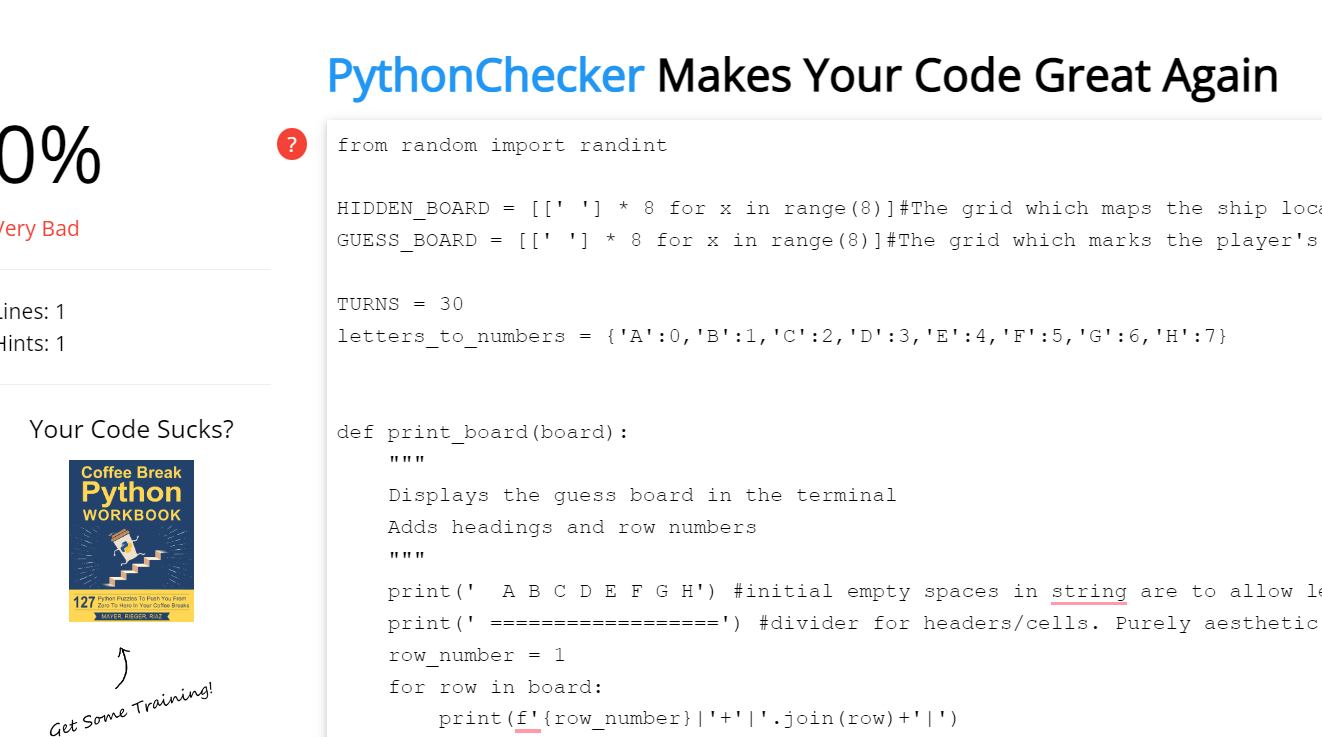 PythonChecker Makes Your Code Great Again
0%
?
Very Bad
Lines: 1
Hints: 1
Your Code Sucks?
Coffee Break
Python
WORKBOOK
127 Python Puzzles To Push You From
Zero To Hero in Your Coffee Breaks
MAYER, RIEGER, RIAZ
Get Some Training!
from random import randint
HIDDEN_BOARD = [[' '] * 8 for x in range(8)]#The grid which maps the ship loca
GUESS_BOARD = [[' '] * 8 for x in range(8)]#The grid which marks the player's
TURNS = 30
letters_to_numbers = {'A':0,'B':1,'C':2,'D':3,'E':4,'F':5,'G':6,'H':7}
def print_board(board):
"""
Displays the guess board in the terminal
Adds headings and row numbers
"""
print('  A B C D E F G H') #initial empty spaces in string are to allow le
print(' ==================') #divider for headers/cells. Purely aesthetic
row_number = 1
for row in board:
print(f'{row_number}|'+'|'.join(row)+'|')